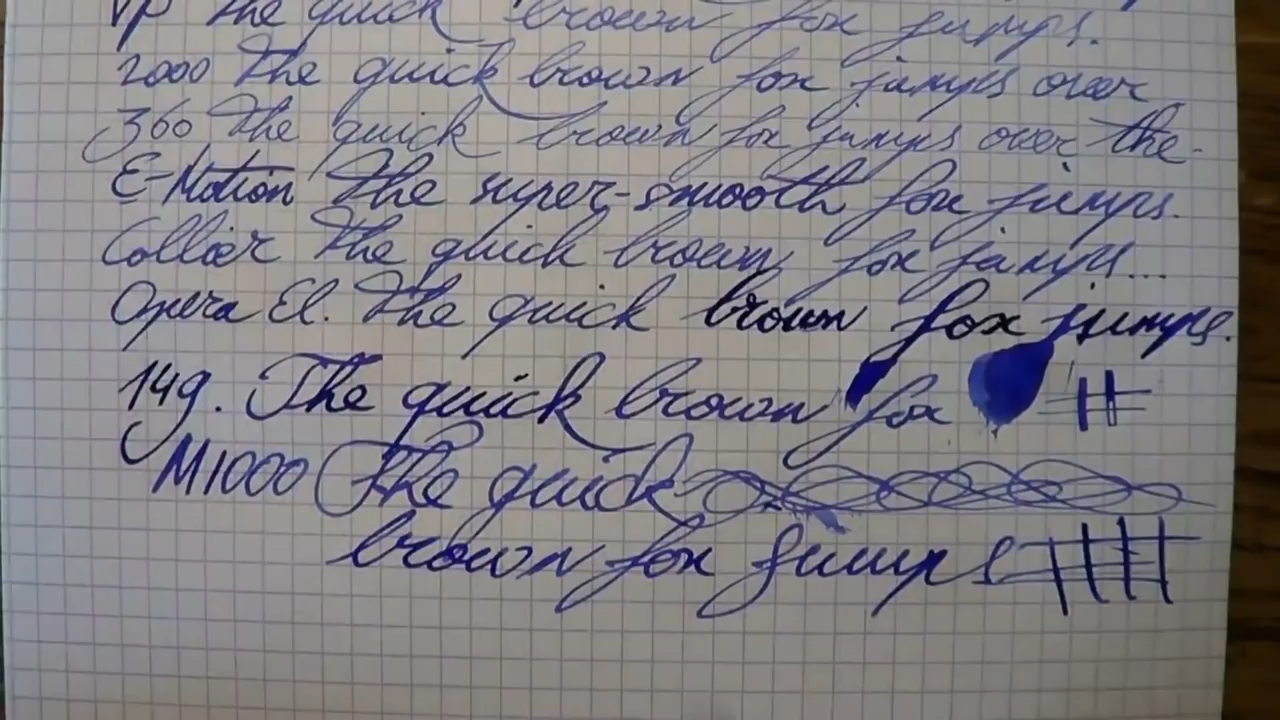 VP The quick brown fox jumps.
2000 The quick brown fox jumps over
360 The quick brown fox jumps over the
E-Motion The super-smooth fox jumps.
Collier The quick brown fox jumps...
Opera El. The quick brown fox jumps.
149. The quick brown fox
M1000 The quick
brown fox jumps